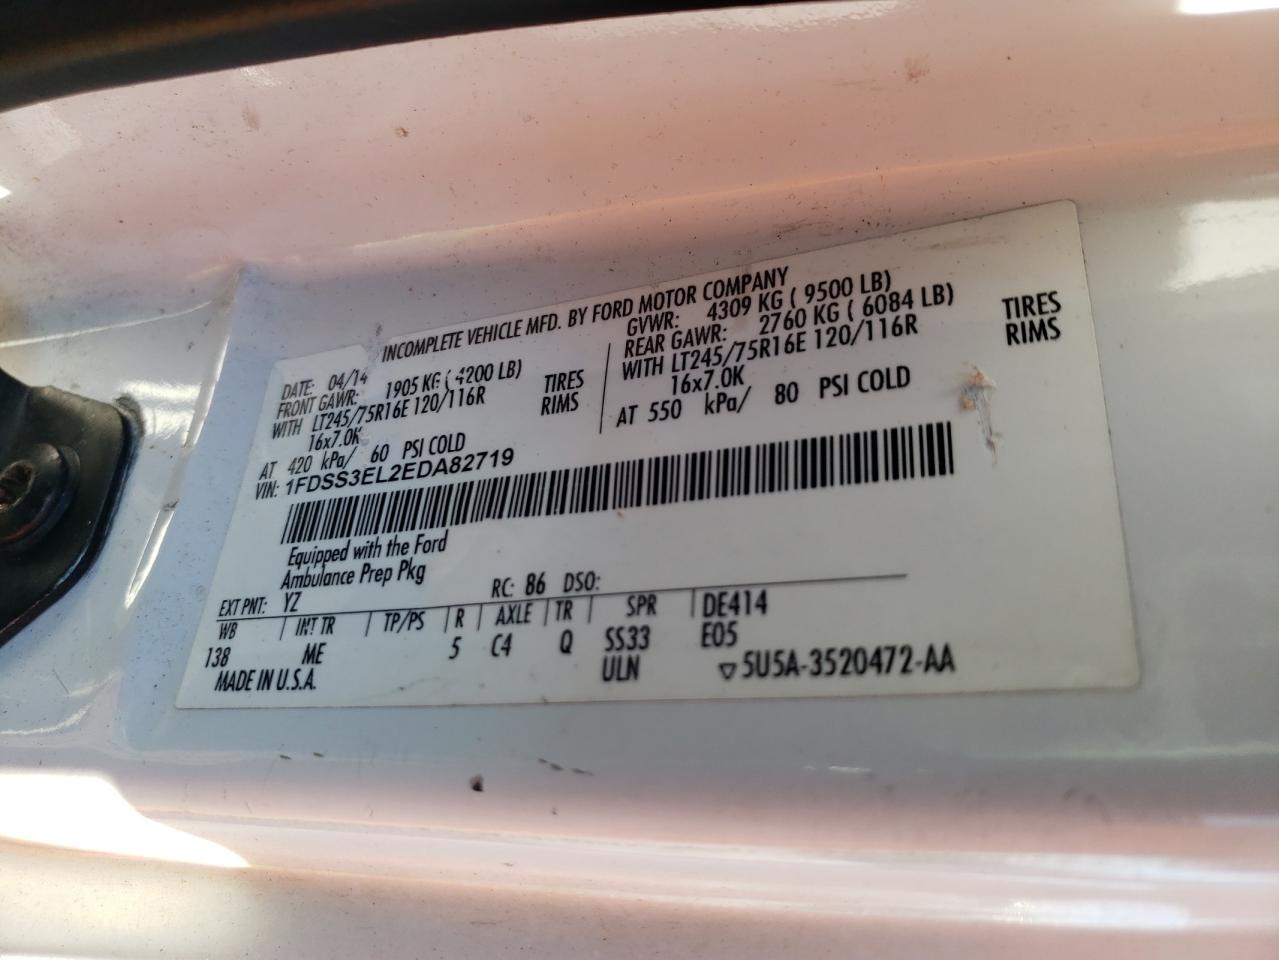 INCOMPLETE VEHICLE MFD. BY FORD MOTOR COMPANY
DATE: 04/14
FRONT GAWR: 1905 KG ( 4200 LB)
WITH LT245/75R16E 120/116R TIRES
16x7.0K RIMS
AT 420 kPa/ 60 PSI COLD
GVWR: 4309 KG ( 9500 LB)
REAR GAWR: 2760 KG ( 6084 LB)
WITH LT245/75R16E 120/116R TIRES
16x7.0K RIMS
AT 550 kPa/ 80 PSI COLD
VIN: 1FDSS3EL2EDA82719
Equipped with the Ford
Ambulance Prep Pkg
EXT PNT: YZ RC: 86 DSO:
WB INT TR TP/PS R AXLE TR SPR DE414
138 ME 5 C4 Q SS33 E05
MADE IN U.S.A. ULN ▽5U5A-3520472-AA